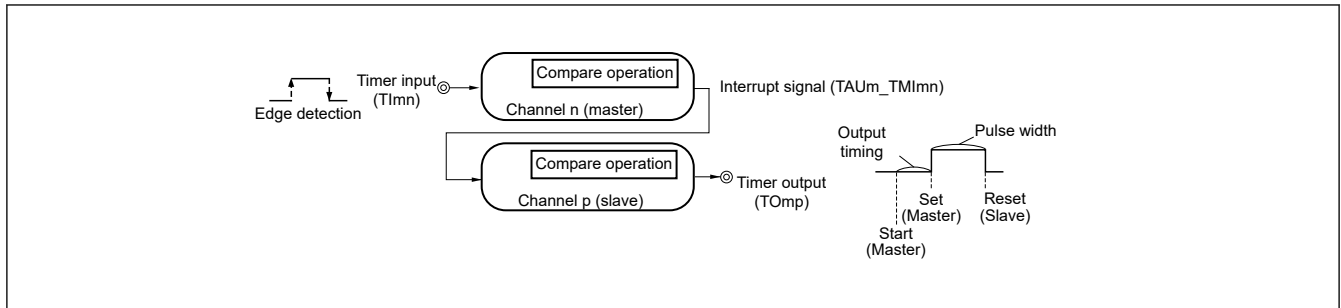 Compare operation
Timer input
(TImn)
Edge detection
Channel n (master)
Interrupt signal (TAUm_TMImn)
Compare operation
Channel p (slave)
Timer output
(TOmp)
Output
timing
Pulse width
Set
(Master)
Reset
(Slave)
Start
(Master)